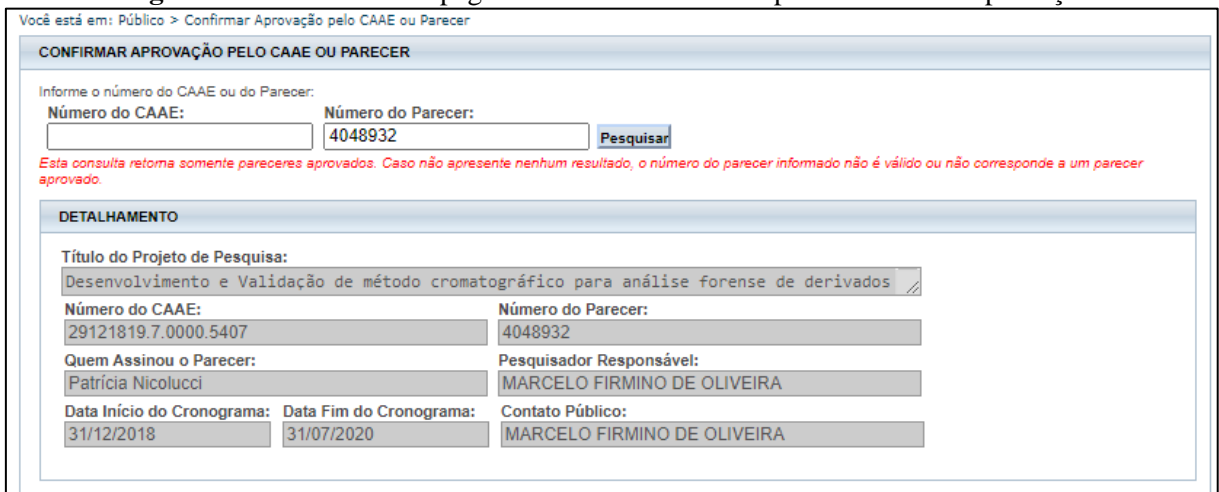 Você está em: Público > Confirmar Aprovação pelo CAAE ou Parecer
CONFIRMAR APROVAÇÃO PELO CAAE OU PARECER
Informe o número do CAAE ou do Parecer:
Número do CAAE: Número do Parecer:
4048932 Pesquisar
Esta consulta retorna somente pareceres aprovados. Caso não apresente nenhum resultado, o número do parecer informado não é válido ou não corresponde a um parecer
aprovado.
DETALHAMENTO
Título do Projeto de Pesquisa:
Desenvolvimento e Validação de método cromatográfico para análise forense de derivados
Número do CAAE: Número do Parecer:
29121819.7.0000.5407 4048932
Quem Assinou o Parecer: Pesquisador Responsável:
Patrícia Nicolucci MARCELO FIRMINO DE OLIVEIRA
Data Início do Cronograma: Data Fim do Cronograma: Contato Público:
31/12/2018 31/07/2020 MARCELO FIRMINO DE OLIVEIRA